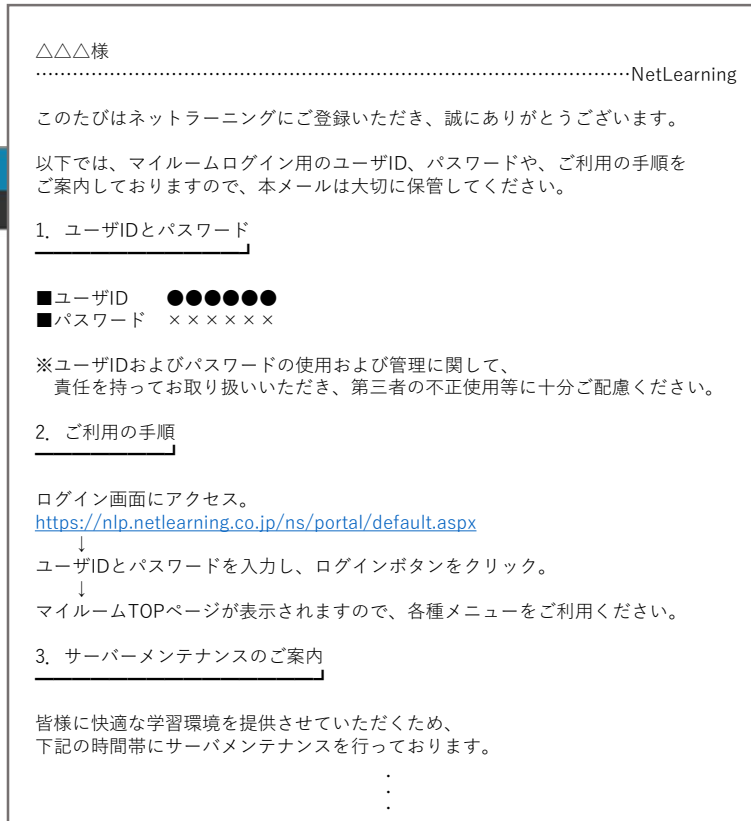 △△△様
……………………………………………………………………………………NetLearning
このたびはネットラーニングにご登録いただき、誠にありがとうございます。
以下では、マイルームログイン用のユーザID、パスワードや、ご利用の手順を
ご案内しておりますので、本メールは大切に保管してください。
1．ユーザIDとパスワード
━━━━━━━━━━━━┛
■ユーザID　●●●●●●
■パスワード　××××××
※ユーザIDおよびパスワードの使用および管理に関して、
責任を持ってお取り扱いいただき、第三者の不正使用等に十分ご配慮ください。
2．ご利用の手順
━━━━━━━━┛
ログイン画面にアクセス。
https://nlp.netlearning.co.jp/ns/portal/default.aspx
↓
ユーザIDとパスワードを入力し、ログインボタンをクリック。
↓
マイルームTOPページが表示されますので、各種メニューをご利用ください。
3．サーバーメンテナンスのご案内
━━━━━━━━━━━━━━━━┛
皆様に快適な学習環境を提供させていただくため、
下記の時間帯にサーバメンテナンスを行っております。
・
・
・